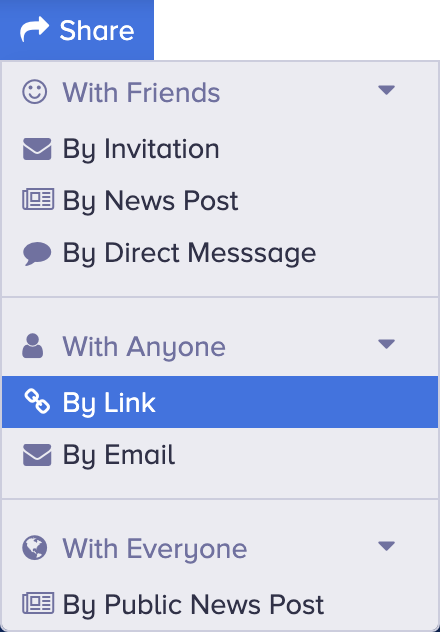 Share
With Friends
By Invitation
By News Post
By Direct Messsage
With Anyone
By Link
By Email
With Everyone
By Public News Post